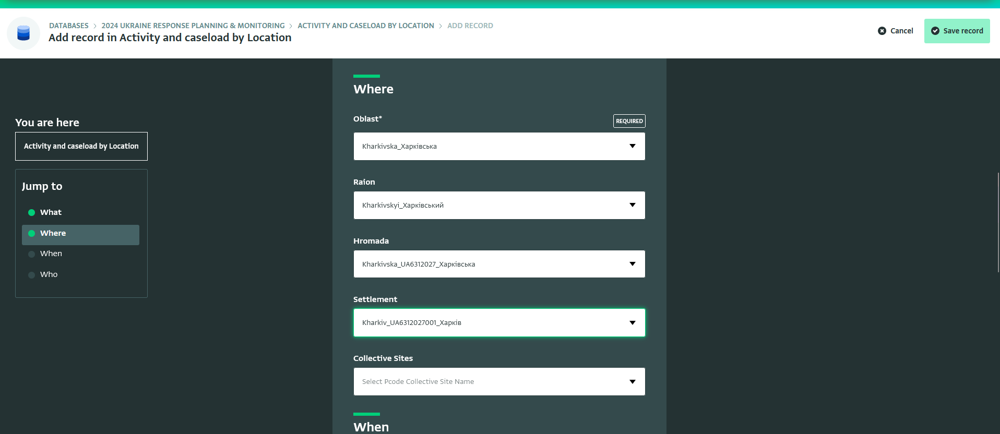 DATABASES > 2024 UKRAINE RESPONSE PLANNING & MONITORING > ACTIVITY AND CASELOAD BY LOCATION > ADD RECORD
Add record in Activity and caseload by Location
Cancel
Save record
You are here
Activity and caseload by Location
Jump to
What
Where
When
Who
Where
Oblast*
REQUIRED
Kharkivska_Харківська
Raion
Kharkivskyi_Харківський
Hromada
Kharkivska_UA6312027_Харківська
Settlement
Kharkiv_UA6312027001_Харків
Collective Sites
Select Pcode Collective Site Name
When